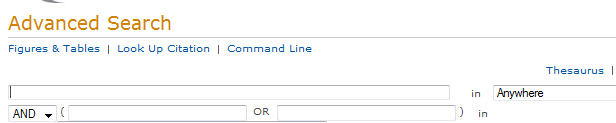 Advanced Search
Figures & Tables | Look Up Citation | Command Line
Thesaurus |
in Anywhere
AND ( OR ) in